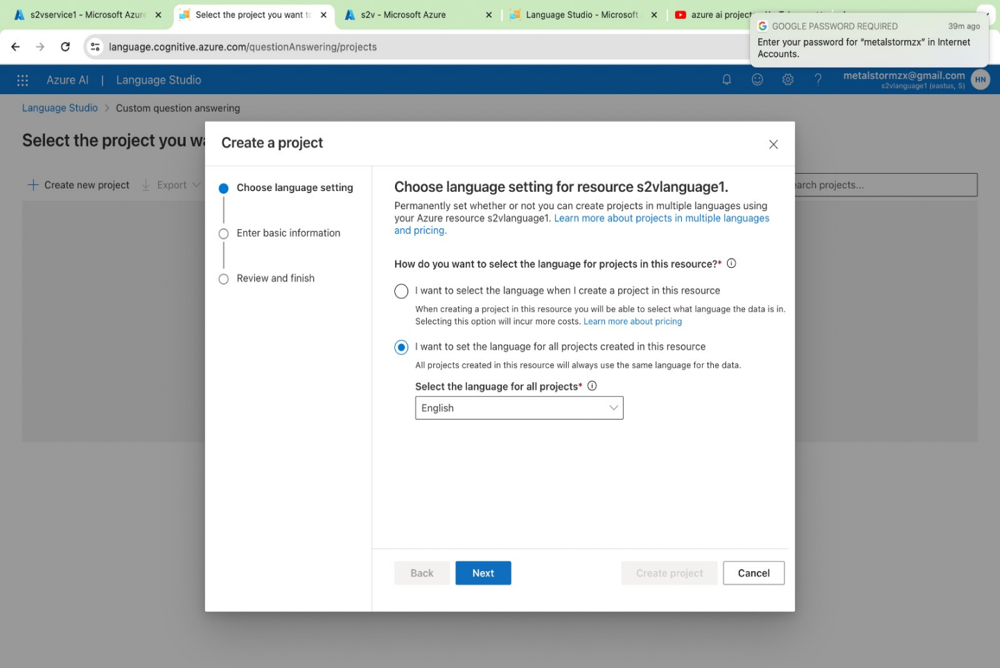 s2vservice1 - Microsoft Azure
Select the project you want to
s2v - Microsoft Azure
Language Studio - Microsoft
azure ai project
GOOGLE PASSWORD REQUIRED
39m ago
Enter your password for “metalstormzx” in Internet
Accounts.
language.cognitive.azure.com/questionAnswering/projects
Azure AI | Language Studio
metalstormzx@gmail.com
s2vlanguage1 (eastus, S)
HN
Language Studio > Custom question answering
Select the project you wa
Create new project
Export
earch projects...
Create a project
Choose language setting
Enter basic information
Review and finish
Choose language setting for resource s2vlanguage1.
Permanently set whether or not you can create projects in multiple languages using
your Azure resource s2vlanguage1. Learn more about projects in multiple languages
and pricing.
How do you want to select the language for projects in this resource?*
I want to select the language when I create a project in this resource
When creating a project in this resource you will be able to select what language the data is in.
Selecting this option will incur more costs. Learn more about pricing
I want to set the language for all projects created in this resource
All projects created in this resource will always use the same language for the data.
Select the language for all projects*
English
Back
Next
Create project
Cancel